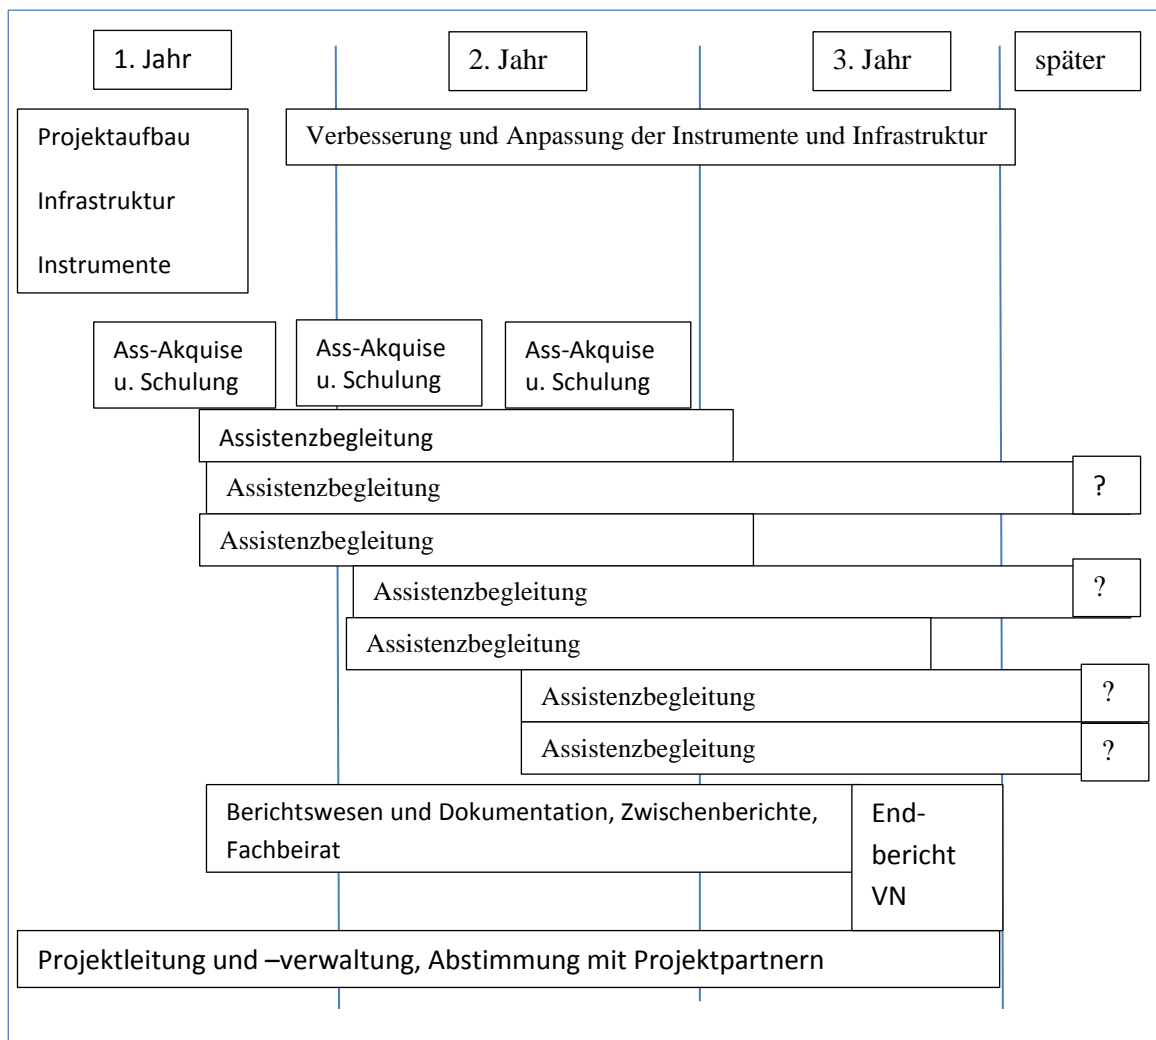 1. Jahr
2. Jahr
3. Jahr
später
Projektaufbau
Infrastruktur
Instrumente
Verbesserung und Anpassung der Instrumente und Infrastruktur
Ass-Akquise
u. Schulung
Ass-Akquise
u. Schulung
Ass-Akquise
u. Schulung
Assistenzbegleitung
Assistenzbegleitung
?
Assistenzbegleitung
Assistenzbegleitung
?
Assistenzbegleitung
Assistenzbegleitung
?
Assistenzbegleitung
?
Berichtswesen und Dokumentation, Zwischenberichte,
Fachbeirat
End-
bericht
VN
Projektleitung und –verwaltung, Abstimmung mit Projektpartnern